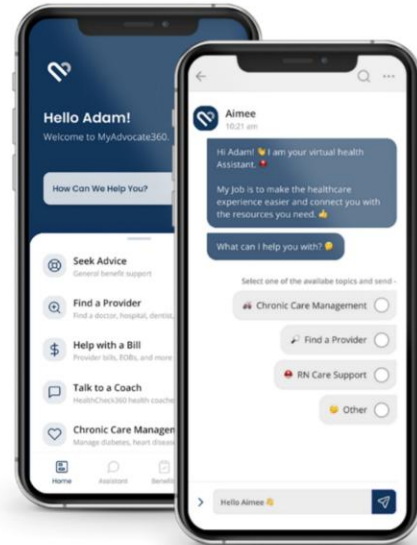 Hello Adam!
Welcome to MyAdvocate360.
How Can We Help You?
Seek Advice
General benefit support
Find a Provider
Find a doctor, hospital, dentist,
Help with a Bill
Provider bills, EOBs, and more
Talk to a Coach
HealthCheck360 health coache
Chronic Care Managem
Manage diabetes, heart diseas
Home
Assistant
Benefit
Aimee
10:21 am
Hi Adam! 👋 I am your virtual health
Assistant. ⛑️
My Job is to make the healthcare
experience easier and connect you with
the resources you need. 👍
What can I help you with? 🤔
Select one of the availabe topics and send -
Chronic Care Management
🔎 Find a Provider
⛑️ RN Care Support
Other
Hello Aimee 👋